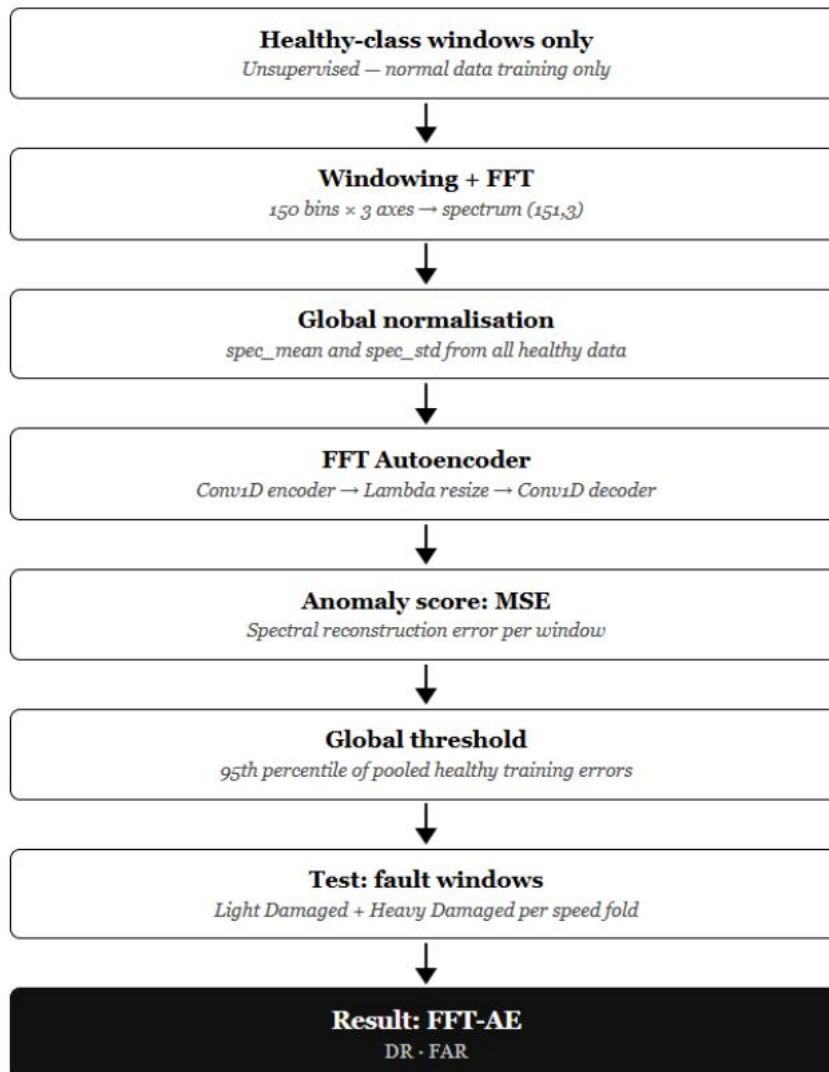 Healthy-class windows only
Unsupervised — normal data training only
Windowing + FFT
150 bins × 3 axes → spectrum (151,3)
Global normalisation
spec_mean and spec_std from all healthy data
FFT Autoencoder
Conv1D encoder → Lambda resize → Conv1D decoder
Anomaly score: MSE
Spectral reconstruction error per window
Global threshold
95th percentile of pooled healthy training errors
Test: fault windows
Light Damaged + Heavy Damaged per speed fold
Result: FFT-AE
DR · FAR